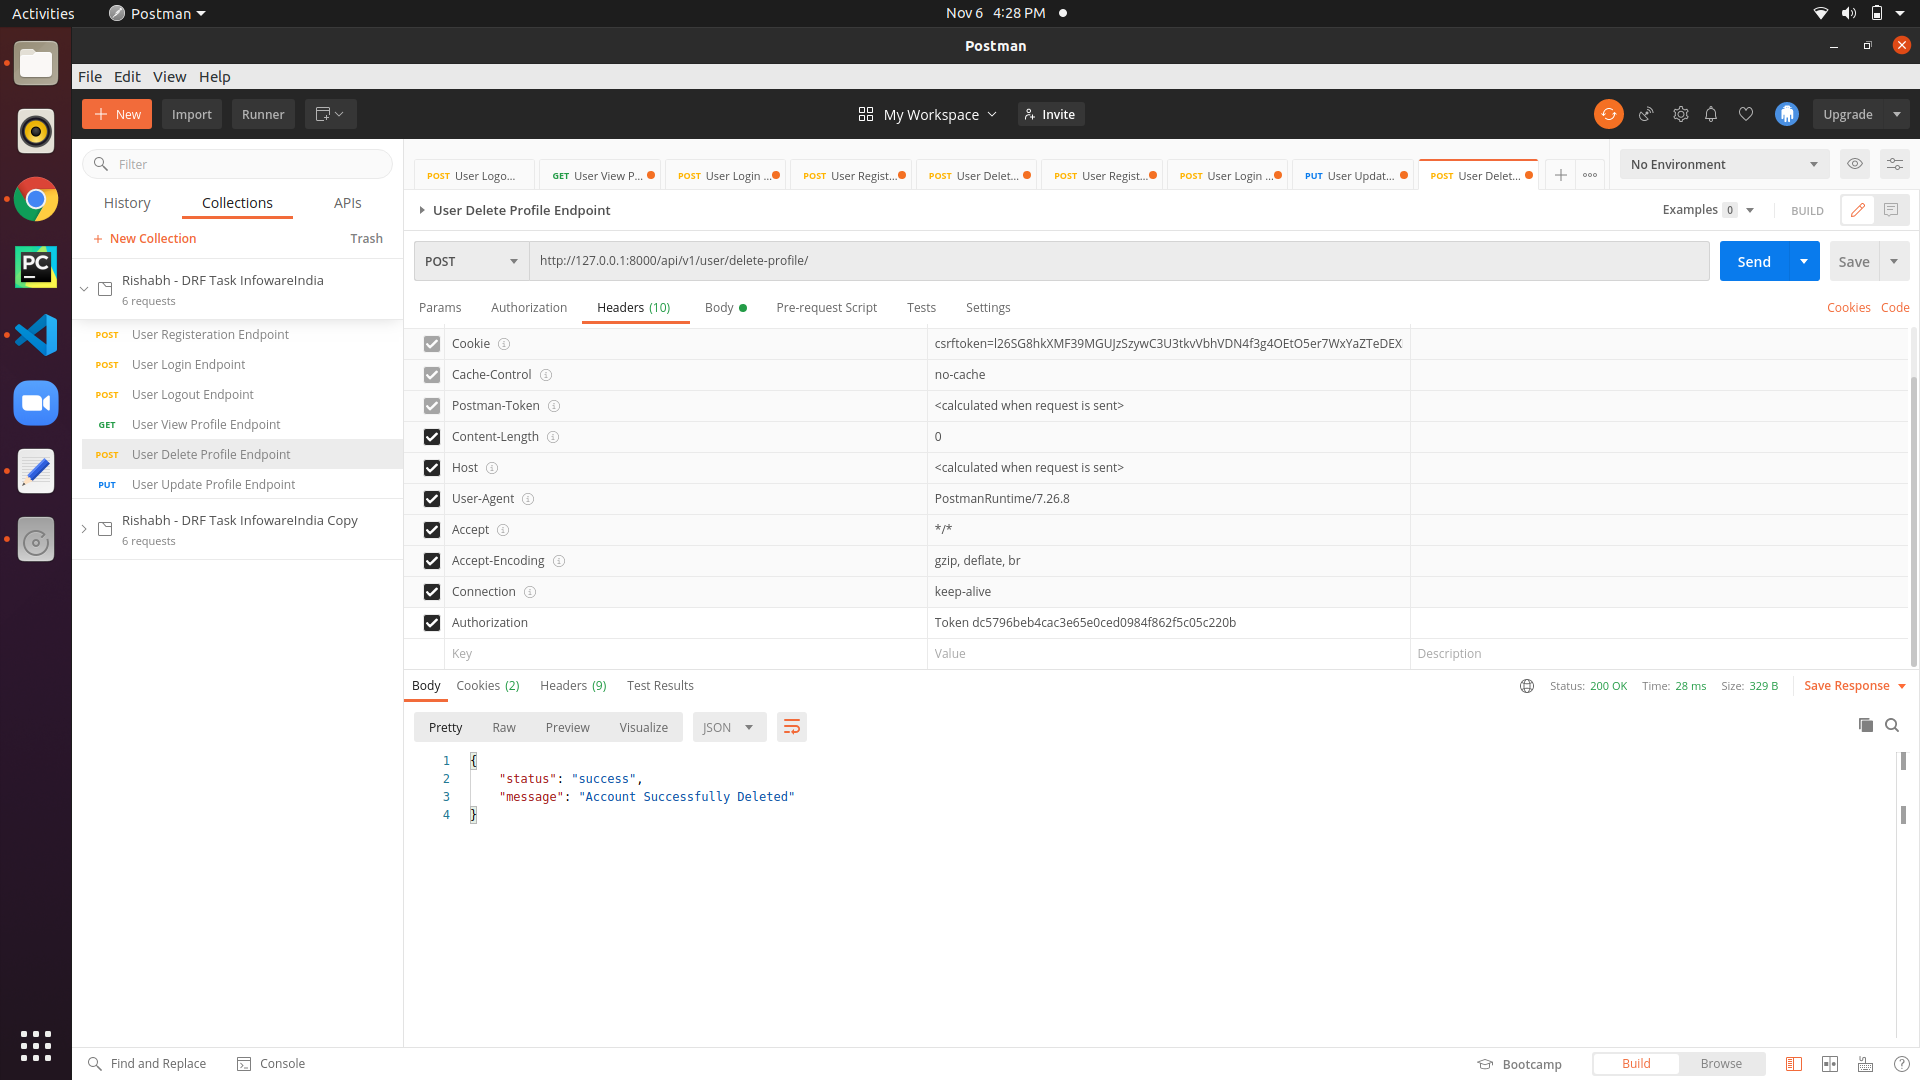 Activities
Postman
Nov 6 4:28 PM
Postman
File Edit View Help
New
Import
Runner
My Workspace
Invite
Upgrade
Filter
History
Collections
APIs
+ New Collection
Trash
Rishabh - DRF Task InfowareIndia
6 requests
POST User Registeration Endpoint
POST User Login Endpoint
POST User Logout Endpoint
GET User View Profile Endpoint
POST User Delete Profile Endpoint
PUT User Update Profile Endpoint
Rishabh - DRF Task InfowareIndia Copy
6 requests
POST User Logo...
GET User View P...
POST User Login ...
POST User Regist...
POST User Delet...
POST User Regist...
POST User Login ...
PUT User Updat...
POST User Delet...
No Environment
User Delete Profile Endpoint
Examples 0
BUILD
POST
http://127.0.0.1:8000/api/v1/user/delete-profile/
Send
Save
Params
Authorization
Headers (10)
Body
Pre-request Script
Tests
Settings
Cookies
Code
Cookie csrftoken=l26SG8hkXMF39MGUJzSzywC3U3tkvVbhVDN4f3g4OEtO5er7WxYaZTeDEX
Cache-Control no-cache
Postman-Token <calculated when request is sent>
Content-Length 0
Host <calculated when request is sent>
User-Agent PostmanRuntime/7.26.8
Accept */*
Accept-Encoding gzip, deflate, br
Connection keep-alive
Authorization Token dc5796beb4cac3e65e0ced0984f862f5c05c220b
Key Value Description
Body
Cookies (2)
Headers (9)
Test Results
Status: 200 OK
Time: 28 ms
Size: 329 B
Save Response
Pretty
Raw
Preview
Visualize
JSON
1 {
2 "status": "success",
3 "message": "Account Successfully Deleted"
4 }
Find and Replace
Console
Bootcamp
Build
Browse
PC